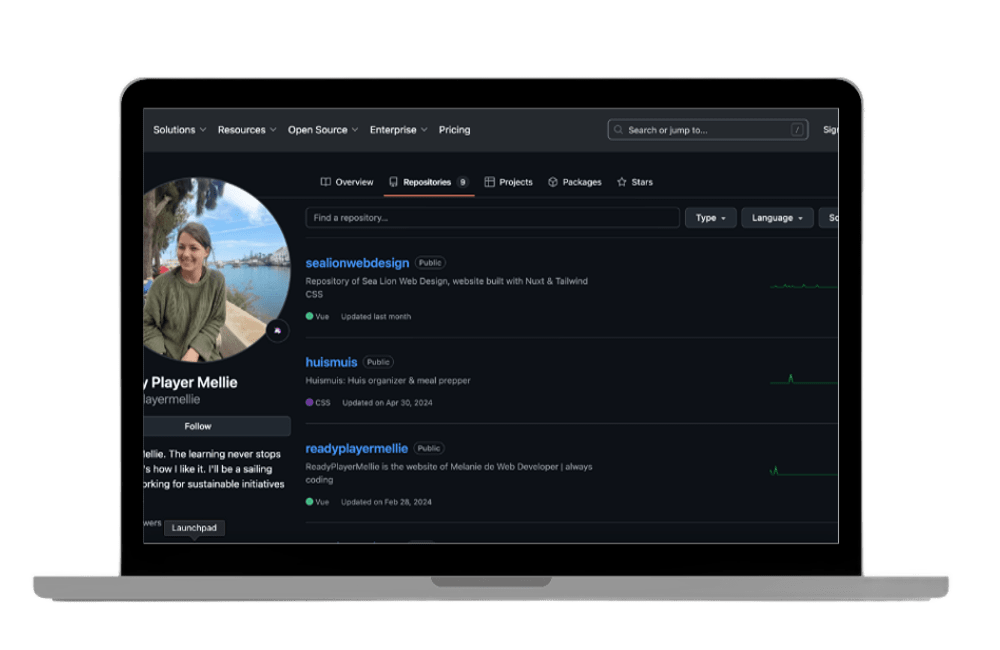 Solutions Resources Open Source Enterprise Pricing Search or jump to... / Sign
Overview Repositories 9 Projects Packages Stars
Find a repository... Type Language So
sealionwebdesign Public
Repository of Sea Lion Web Design, website built with Nuxt & Tailwind
CSS
Vue Updated last month
huismuis Public
Huismuis: Huis organizer & meal prepper
CSS Updated on Apr 30, 2024
readyplayermellie Public
ReadyPlayerMellie is the website of Melanie de Web Developer | always
coding
Vue Updated on Feb 28, 2024
y Player Mellie
layermellie
Follow
Mellie. The learning never stops
's how I like it. I'll be a sailing
orking for sustainable initiatives
wers
Launchpad